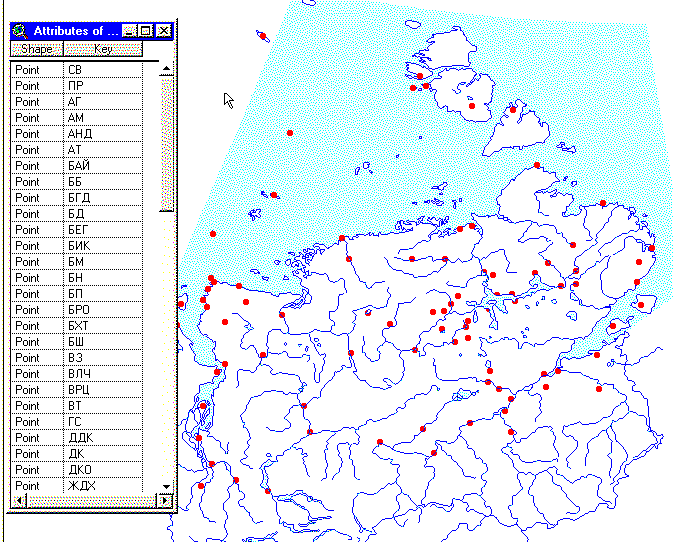 Attributes of ...
Shape Key
Point СВ
Point ПР
Point АГ
Point АМ
Point АНД
Point АТ
Point БАЙ
Point ББ
Point БГД
Point БД
Point БЕГ
Point БИК
Point БМ
Point БН
Point БП
Point БРО
Point БХТ
Point БШ
Point ВЗ
Point ВЛЧ
Point ВРЦ
Point ВТ
Point ГС
Point ДДК
Point ДК
Point ДКО
Point ЖДХ